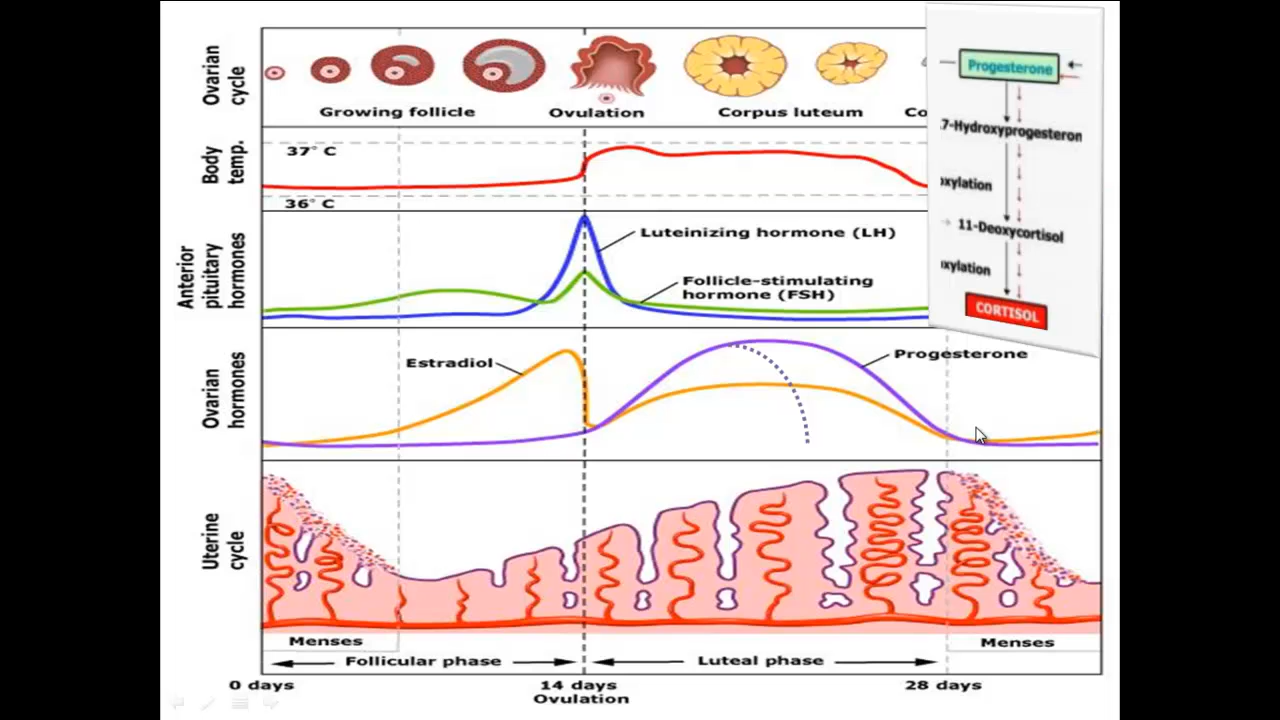 Ovarian
cycle
Growing follicle
Ovulation
Corpus luteum
Co
Body
temp.
37° C
36° C
Anterior
pituitary
hormones
Luteinizing hormone (LH)
Follicle-stimulating
hormone (FSH)
Ovarian
hormones
Estradiol
Progesterone
Uterine
cycle
Menses
Menses
Follicular phase
Luteal phase
0 days
14 days
Ovulation
28 days
Progesterone
7-Hydroxyprogesteron
oxylation
11-Deoxycortisol
oxylation
CORTISOL